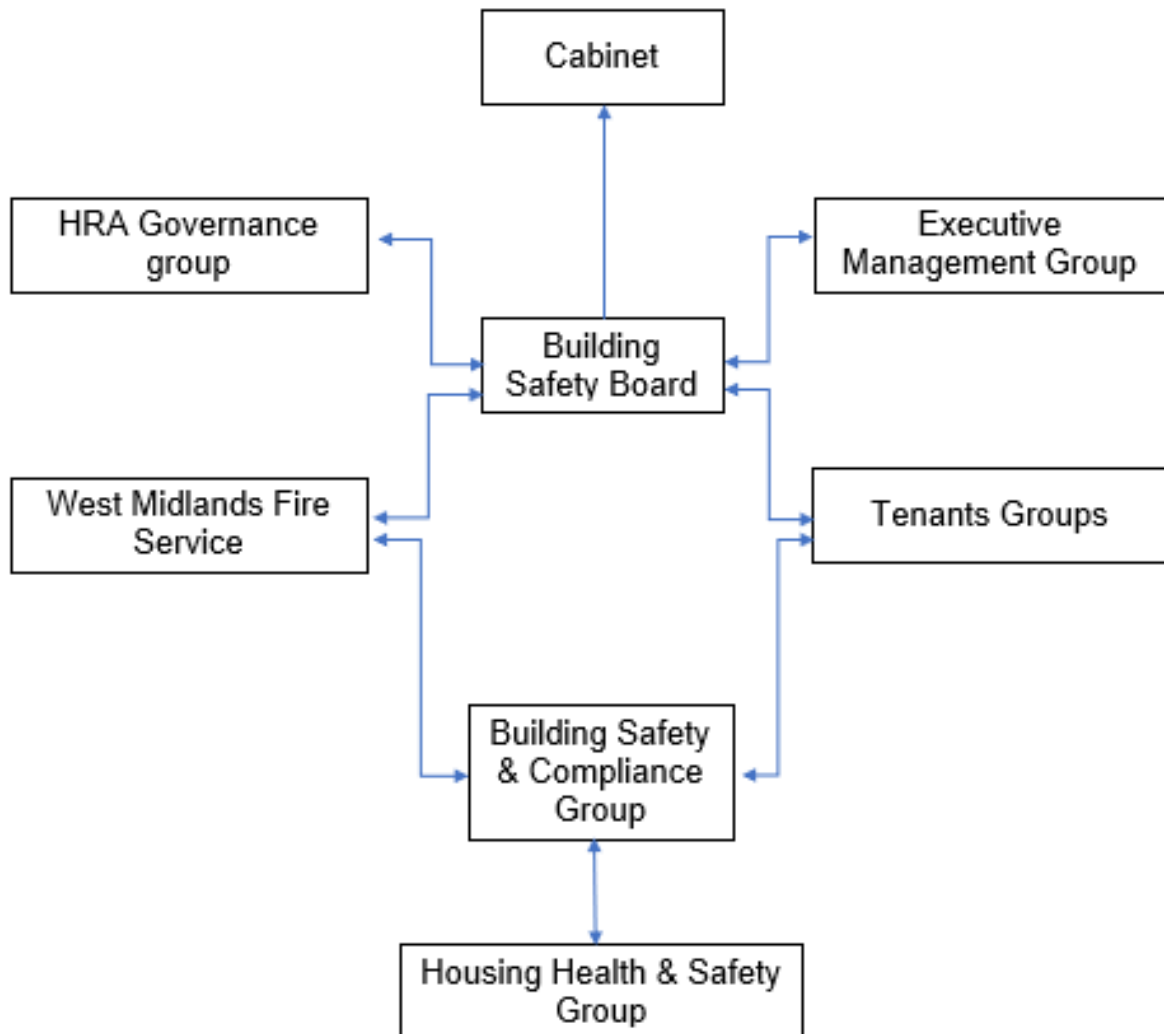 Cabinet
HRA Governance
group
Executive
Management Group
Building
Safety Board
West Midlands Fire
Service
Tenants Groups
Building Safety
& Compliance
Group
Housing Health & Safety
Group